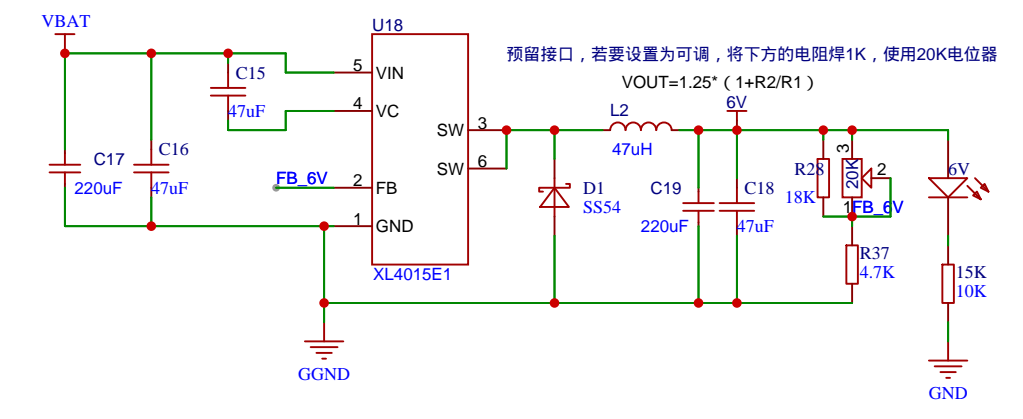 VBAT
U18
预留接口，若要设置为可调，将下方的电阻焊1K，使用20K电位器
VOUT=1.25*（1+R2/R1）
C15
47uF
5
VIN
4
VC
SW
3
SW
6
2
FB
1
GND
XL4015E1
FB_6V
C17
220uF
C16
47uF
GGND
L2
47uH
6V
D1
SS54
C19
220uF
C18
47uF
R28
18K
3
20K
2
1
FB_6V
R37
4.7K
6V
15K
10K
GND